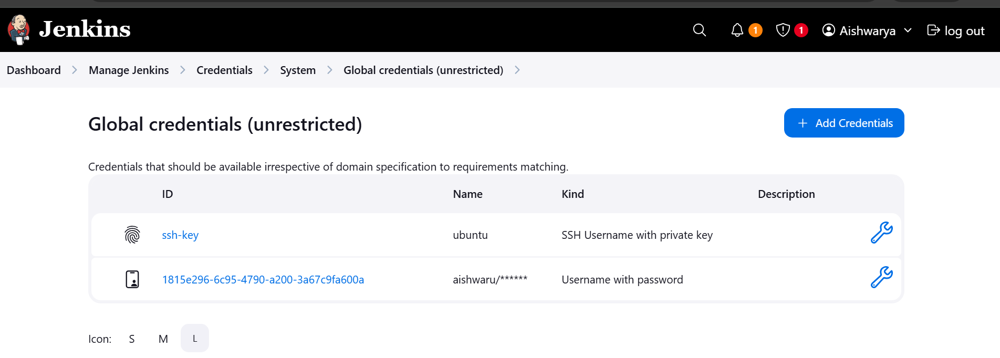 Jenkins 1 1 Aishwarya log out
Dashboard Manage Jenkins Credentials System Global credentials (unrestricted)
Global credentials (unrestricted)
+ Add Credentials
Credentials that should be available irrespective of domain specification to requirements matching.
ID Name Kind Description
ssh-key ubuntu SSH Username with private key
1815e296-6c95-4790-a200-3a67c9fa600a aishwaru/****** Username with password
Icon: S M L